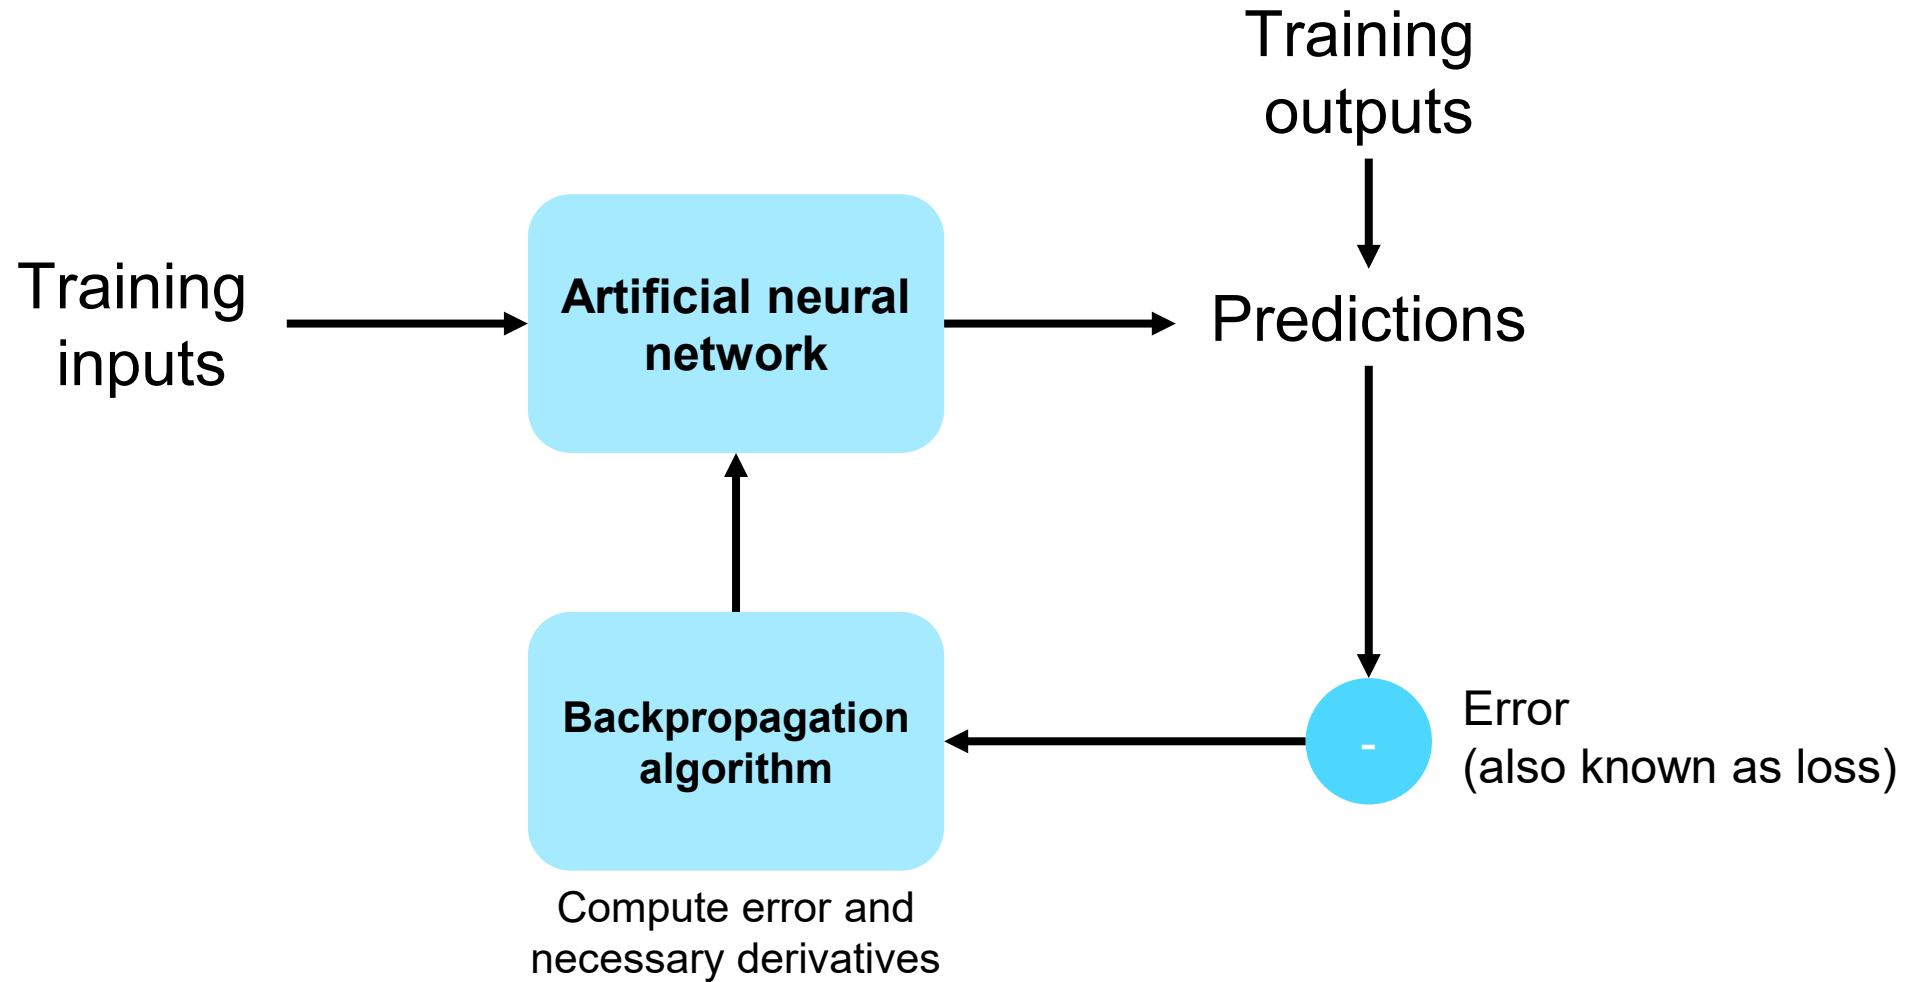 Training
outputs
Training
inputs
Artificial neural
network
Predictions
Backpropagation
algorithm
-
Error
(also known as loss)
Compute error and
necessary derivatives